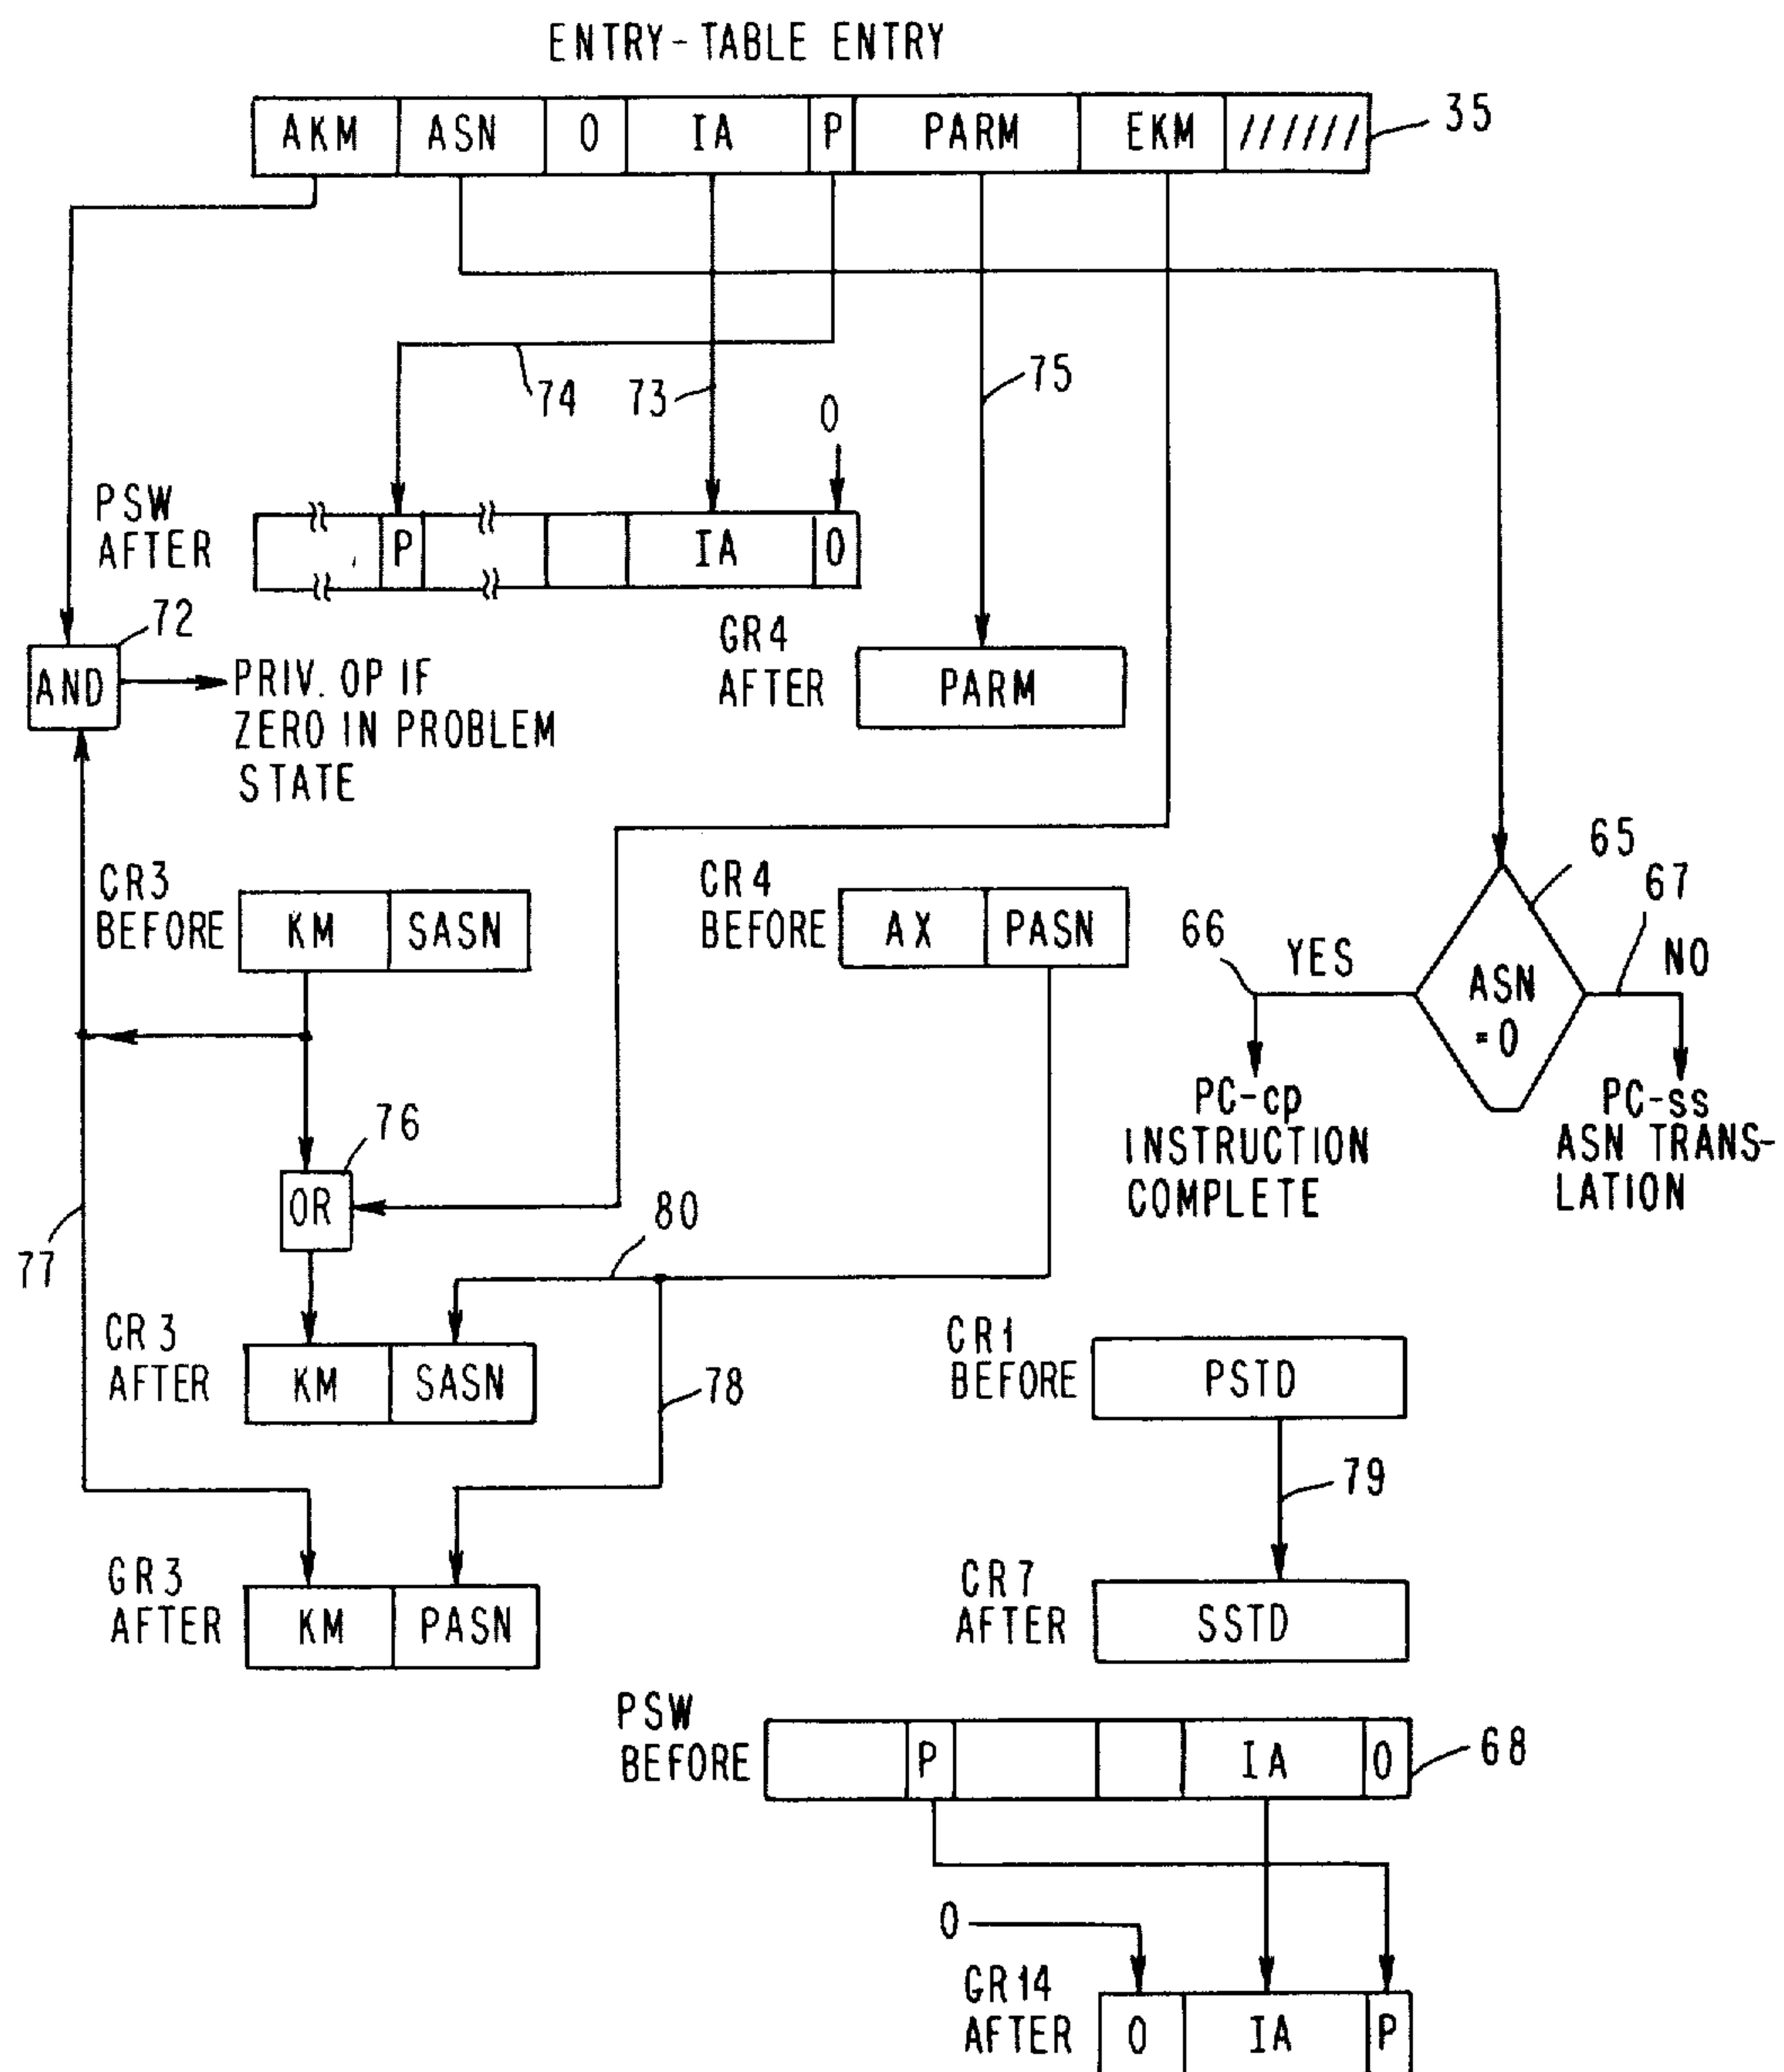 ENTRY-TABLE ENTRY
AKM ASN 0 IA P PARM EKM ////// 35
74 73 0 75
PSW
AFTER
P IA 0
72
AND
PRIV. OP IF
ZERO IN PROBLEM
STATE
GR4
AFTER
PARM
CR3
BEFORE
KM SASN
CR4
BEFORE
AX PASN
65
67
66
YES
NO
ASN
=0
PC-cp
INSTRUCTION
COMPLETE
PC-ss
ASN TRANS-
LATION
76
OR
77
80
CR3
AFTER
KM SASN
78
CR1
BEFORE
PSTD
79
GR3
AFTER
KM PASN
CR7
AFTER
SSTD
PSW
BEFORE
P IA 0 68
0
GR14
AFTER
0 IA P